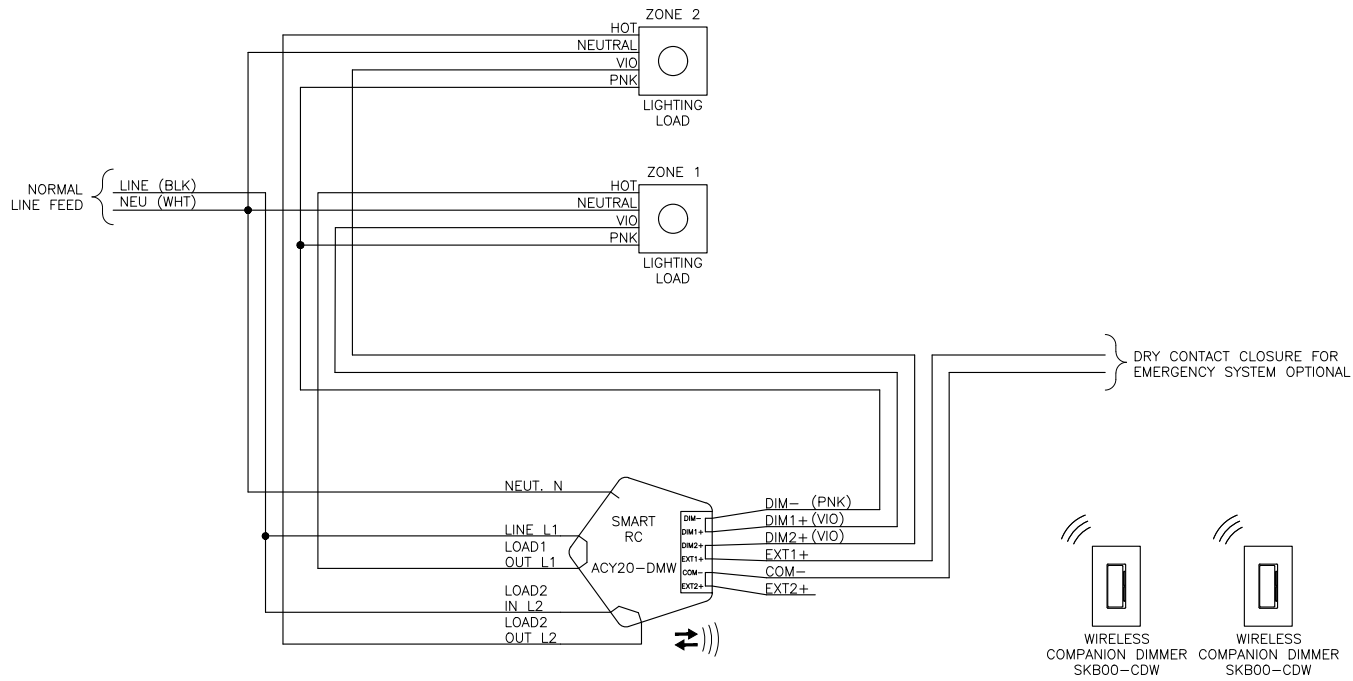 ZONE 2
HOT
NEUTRAL
VIO
PNK
LIGHTING
LOAD
ZONE 1
HOT
NEUTRAL
VIO
PNK
LIGHTING
LOAD
NORMAL
LINE FEED
LINE (BLK)
NEU (WHT)
DRY CONTACT CLOSURE FOR
EMERGENCY SYSTEM OPTIONAL
NEUT. N
LINE L1
LOAD1
OUT L1
LOAD2
IN L2
LOAD2
OUT L2
SMART
RC
ACY20-DMW
DIM-
DIM1+
DIM2+
EXT1+
COM-
EXT2+
DIM- (PNK)
DIM1+(VIO)
DIM2+(VIO)
EXT1+
COM-
EXT2+
WIRELESS
COMPANION DIMMER
SKB00-CDW
WIRELESS
COMPANION DIMMER
SKB00-CDW